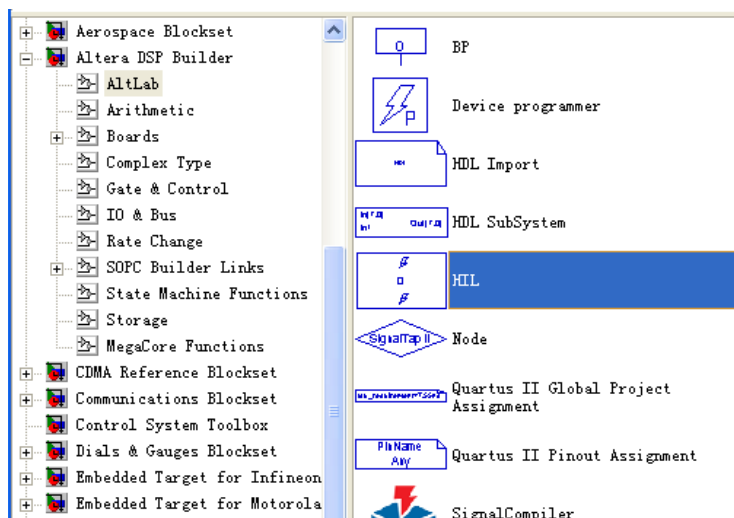 Aerospace Blockset
Altera DSP Builder
AltLab
Arithmetic
Boards
Complex Type
Gate & Control
IO & Bus
Rate Change
SOPC Builder Links
State Machine Functions
Storage
MegaCore Functions
CDMA Reference Blockset
Communications Blockset
Control System Toolbox
Dials & Gauges Blockset
Embedded Target for Infineon
Embedded Target for Motorola
BP
P
Device programmer
HDL Import
HDL SubSystem
HIL
SignalTap II
Node
Quartus II Global Project
Assignment
Pin Name
Any
Quartus II Pinout Assignment
SignalCompiler